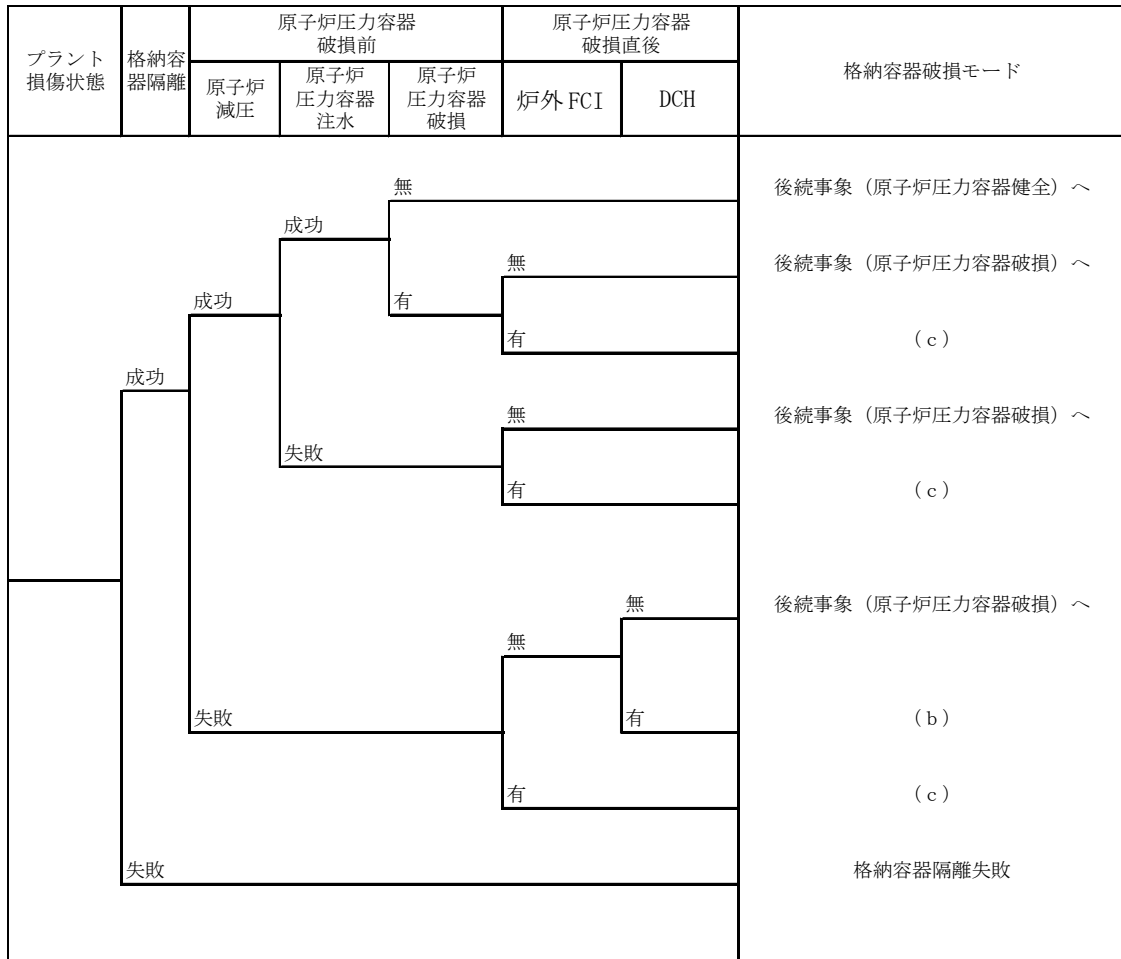 プラント
損傷状態
格納容
器隔離
原子炉圧力容器
破損前
原子炉
減圧
原子炉
圧力容器
注水
原子炉
圧力容器
破損
原子炉圧力容器
破損直後
炉外FCI
DCH
格納容器破損モード
無
後続事象（原子炉圧力容器健全）へ
成功
無
後続事象（原子炉圧力容器破損）へ
成功
有
有
（c）
成功
無
後続事象（原子炉圧力容器破損）へ
失敗
有
（c）
無
後続事象（原子炉圧力容器破損）へ
無
失敗
有
（b）
有
（c）
失敗
格納容器隔離失敗